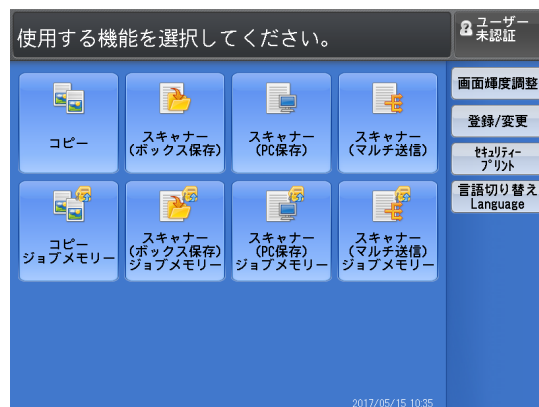 使用する機能を選択してください。
ユーザー
未認証
コピー
スキャナー
(ボックス保存)
スキャナー
(PC保存)
スキャナー
(マルチ送信)
コピー
ジョブメモリー
スキャナー
(ボックス保存)
ジョブメモリー
スキャナー
(PC保存)
ジョブメモリー
スキャナー
(マルチ送信)
ジョブメモリー
画面輝度調整
登録/変更
ｾｷｭﾘﾃｨｰ
ﾌﾟﾘﾝﾄ
言語切り替え
Language
2017/05/15 10:35